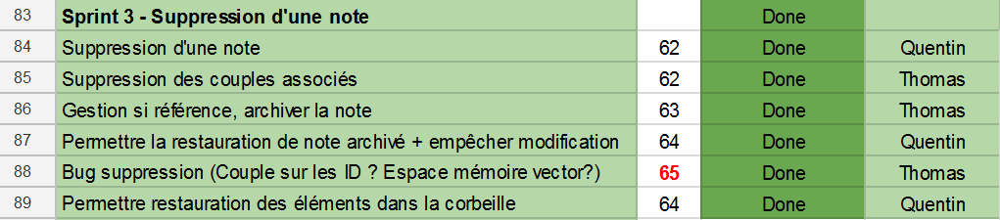 83 Sprint 3 - Suppression d'une note Done
84 Suppression d'une note 62 Done Quentin
85 Suppression des couples associés 62 Done Thomas
86 Gestion si référence, archiver la note 63 Done Thomas
87 Permettre la restauration de note archivé + empêcher modification 64 Done Quentin
88 Bug suppression (Couple sur les ID ? Espace mémoire vector?) 65 Done Thomas
89 Permettre restauration des éléments dans la corbeille 64 Done Quentin